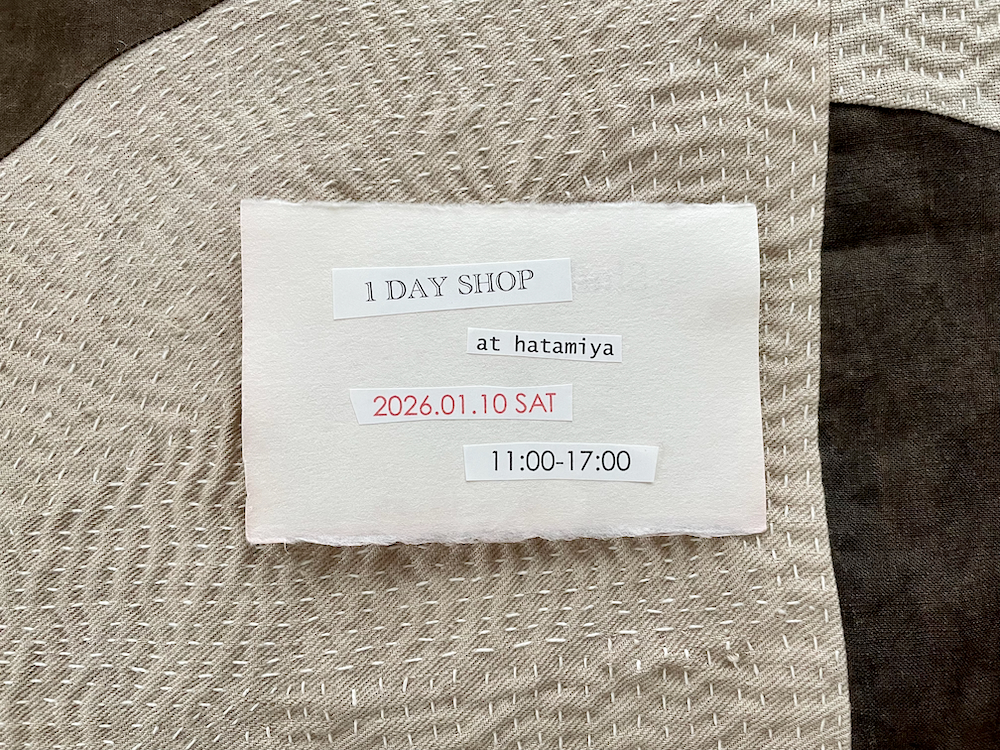 1 DAY SHOP
at hatamiya
2026.01.10 SAT
11:00-17:00